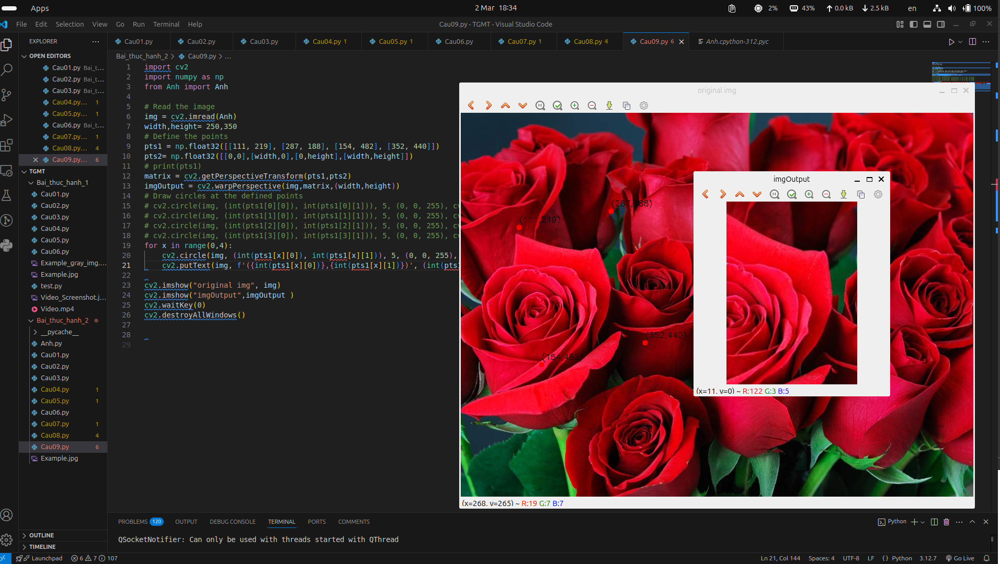 Apps
2 Mar 18:34
2%
43%
0.0 kB
2.5 kB
en
100%
File Edit Selection View Go Run Terminal Help
Cau09.py - TGMT - Visual Studio Code
EXPLORER
Cau01.py
Cau02.py
Cau03.py
Cau04.py 1
Cau05.py 1
Cau06.py
Cau07.py 1
Cau08.py 4
Cau09.py 6
Anh.cpython-312.pyc
OPEN EDITORS
Cau01.py Bai_t...
Cau02.py Bai_t...
Cau03.py Bai_t...
Cau04.py... 1
Cau05.py... 1
Cau06.py Bai_t...
Cau07.py... 1
Cau08.py... 4
Cau09.py... 6
TGMT
Bai_thuc_hanh_1
Cau01.py
Cau02.py
Cau03.py
Cau04.py
Cau05.py
Cau06.py
Example_gray_img....
Example.jpg
test.py
Video_Screenshot.j...
Video.mp4
Bai_thuc_hanh_2
__pycache__
Anh.py
Cau01.py
Cau02.py
Cau03.py
Cau04.py 1
Cau05.py 1
Cau06.py
Cau07.py 1
Cau08.py 4
Cau09.py 6
Example.jpg
OUTLINE
TIMELINE
Bai_thuc_hanh_2 > Cau09.py > ...
1 import cv2
2 import numpy as np
3 from Anh import Anh
4
5 # Read the image
6 img = cv2.imread(Anh)
7 width,height= 250,350
8 # Define the points
9 pts1 = np.float32([[111, 219], [287, 188], [154, 482], [352, 440]])
10 pts2= np.float32([[0,0],[width,0],[0,height],[width,height]])
11 # print(pts1)
12 matrix = cv2.getPerspectiveTransform(pts1,pts2)
13 imgOutput = cv2.warpPerspective(img,matrix,(width,height))
14 # Draw circles at the defined points
15 # cv2.circle(img, (int(pts1[0][0]), int(pts1[0][1])), 5, (0, 0, 255), cv
16 # cv2.circle(img, (int(pts1[1][0]), int(pts1[1][1])), 5, (0, 0, 255), cv
17 # cv2.circle(img, (int(pts1[2][0]), int(pts1[2][1])), 5, (0, 0, 255), cv
18 # cv2.circle(img, (int(pts1[3][0]), int(pts1[3][1])), 5, (0, 0, 255), cv
19 for x in range(0,4):
20 cv2.circle(img, (int(pts1[x][0]), int(pts1[x][1])), 5, (0, 0, 255),
21 cv2.putText(img, f'({int(pts1[x][0])},{int(pts1[x][1])})', (int(pts1
22
23 cv2.imshow("original img", img)
24 cv2.imshow("imgOutput",imgOutput )
25 cv2.waitKey(0)
26 cv2.destroyAllWindows()
27
28
29
original img
(287,188)
(111,219)
(352,440)
(154,482)
(x=268, y=265) ~ R:19 G:7 B:7
imgOutput
(x=11, y=0) ~ R:122 G:3 B:5
PROBLEMS 120 OUTPUT DEBUG CONSOLE TERMINAL PORTS COMMENTS
Python
QSocketNotifier: Can only be used with threads started with QThread
Launchpad 6 7 107
Ln 21, Col 144 Spaces: 4 UTF-8 LF { } Python 3.12.7 Go Live